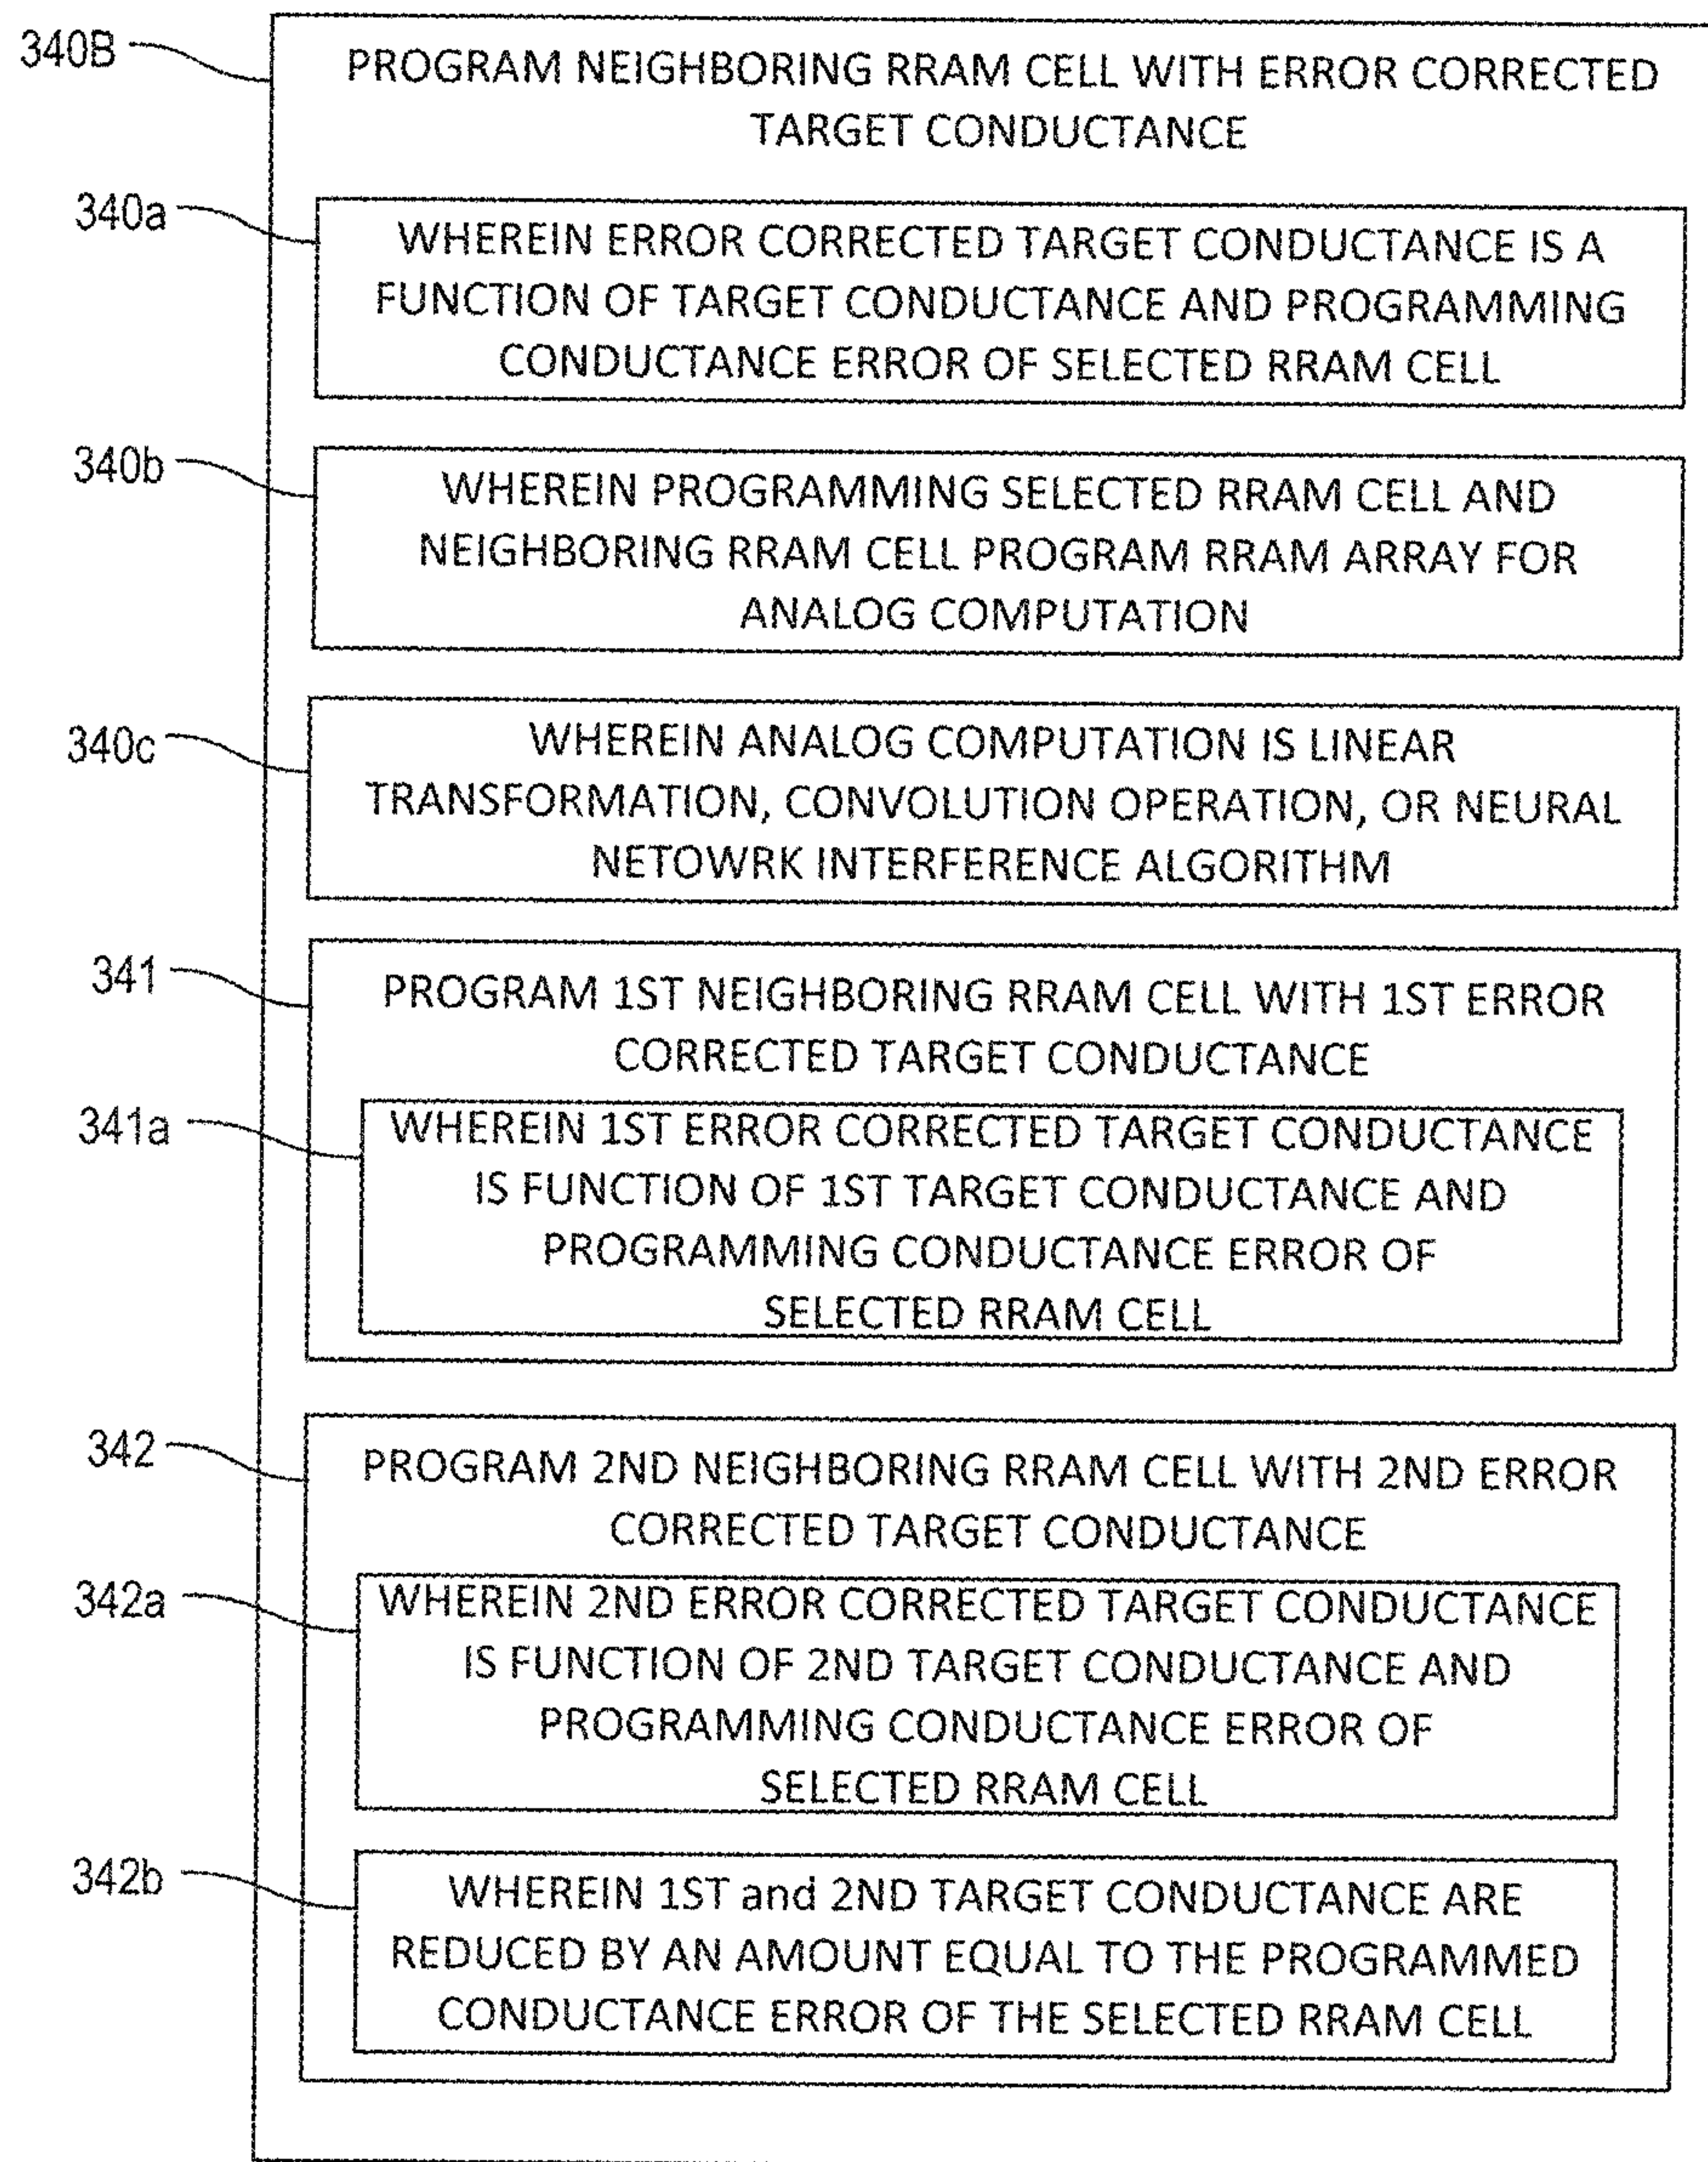 340B
PROGRAM NEIGHBORING RRAM CELL WITH ERROR CORRECTED
TARGET CONDUCTANCE
340a
WHEREIN ERROR CORRECTED TARGET CONDUCTANCE IS A
FUNCTION OF TARGET CONDUCTANCE AND PROGRAMMING
CONDUCTANCE ERROR OF SELECTED RRAM CELL
340b
WHEREIN PROGRAMMING SELECTED RRAM CELL AND
NEIGHBORING RRAM CELL PROGRAM RRAM ARRAY FOR
ANALOG COMPUTATION
340c
WHEREIN ANALOG COMPUTATION IS LINEAR
TRANSFORMATION, CONVOLUTION OPERATION, OR NEURAL
NETOWRK INTERFERENCE ALGORITHM
341
PROGRAM 1ST NEIGHBORING RRAM CELL WITH 1ST ERROR
CORRECTED TARGET CONDUCTANCE
341a
WHEREIN 1ST ERROR CORRECTED TARGET CONDUCTANCE
IS FUNCTION OF 1ST TARGET CONDUCTANCE AND
PROGRAMMING CONDUCTANCE ERROR OF
SELECTED RRAM CELL
342
PROGRAM 2ND NEIGHBORING RRAM CELL WITH 2ND ERROR
CORRECTED TARGET CONDUCTANCE
342a
WHEREIN 2ND ERROR CORRECTED TARGET CONDUCTANCE
IS FUNCTION OF 2ND TARGET CONDUCTANCE AND
PROGRAMMING CONDUCTANCE ERROR OF
SELECTED RRAM CELL
342b
WHEREIN 1ST and 2ND TARGET CONDUCTANCE ARE
REDUCED BY AN AMOUNT EQUAL TO THE PROGRAMMED
CONDUCTANCE ERROR OF THE SELECTED RRAM CELL